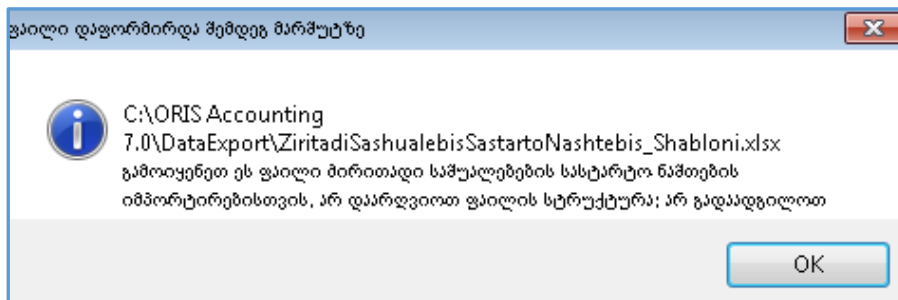 ფაილი დაფორმირდა შემდეგ მარშუტზე
C:\ORIS Accounting
7.0\DataExport\ZiritadiSashualebisSastartoNashtebis_Shabloni.xlsx
გამოიყენეთ ეს ფაილი ძირითადი საშუალებების სასტარტო ნაშთების
იმპორტირებისთვის, არ დაარღვიოთ ფაილის სტრუქტურა; არ გადაადგილოთ
OK